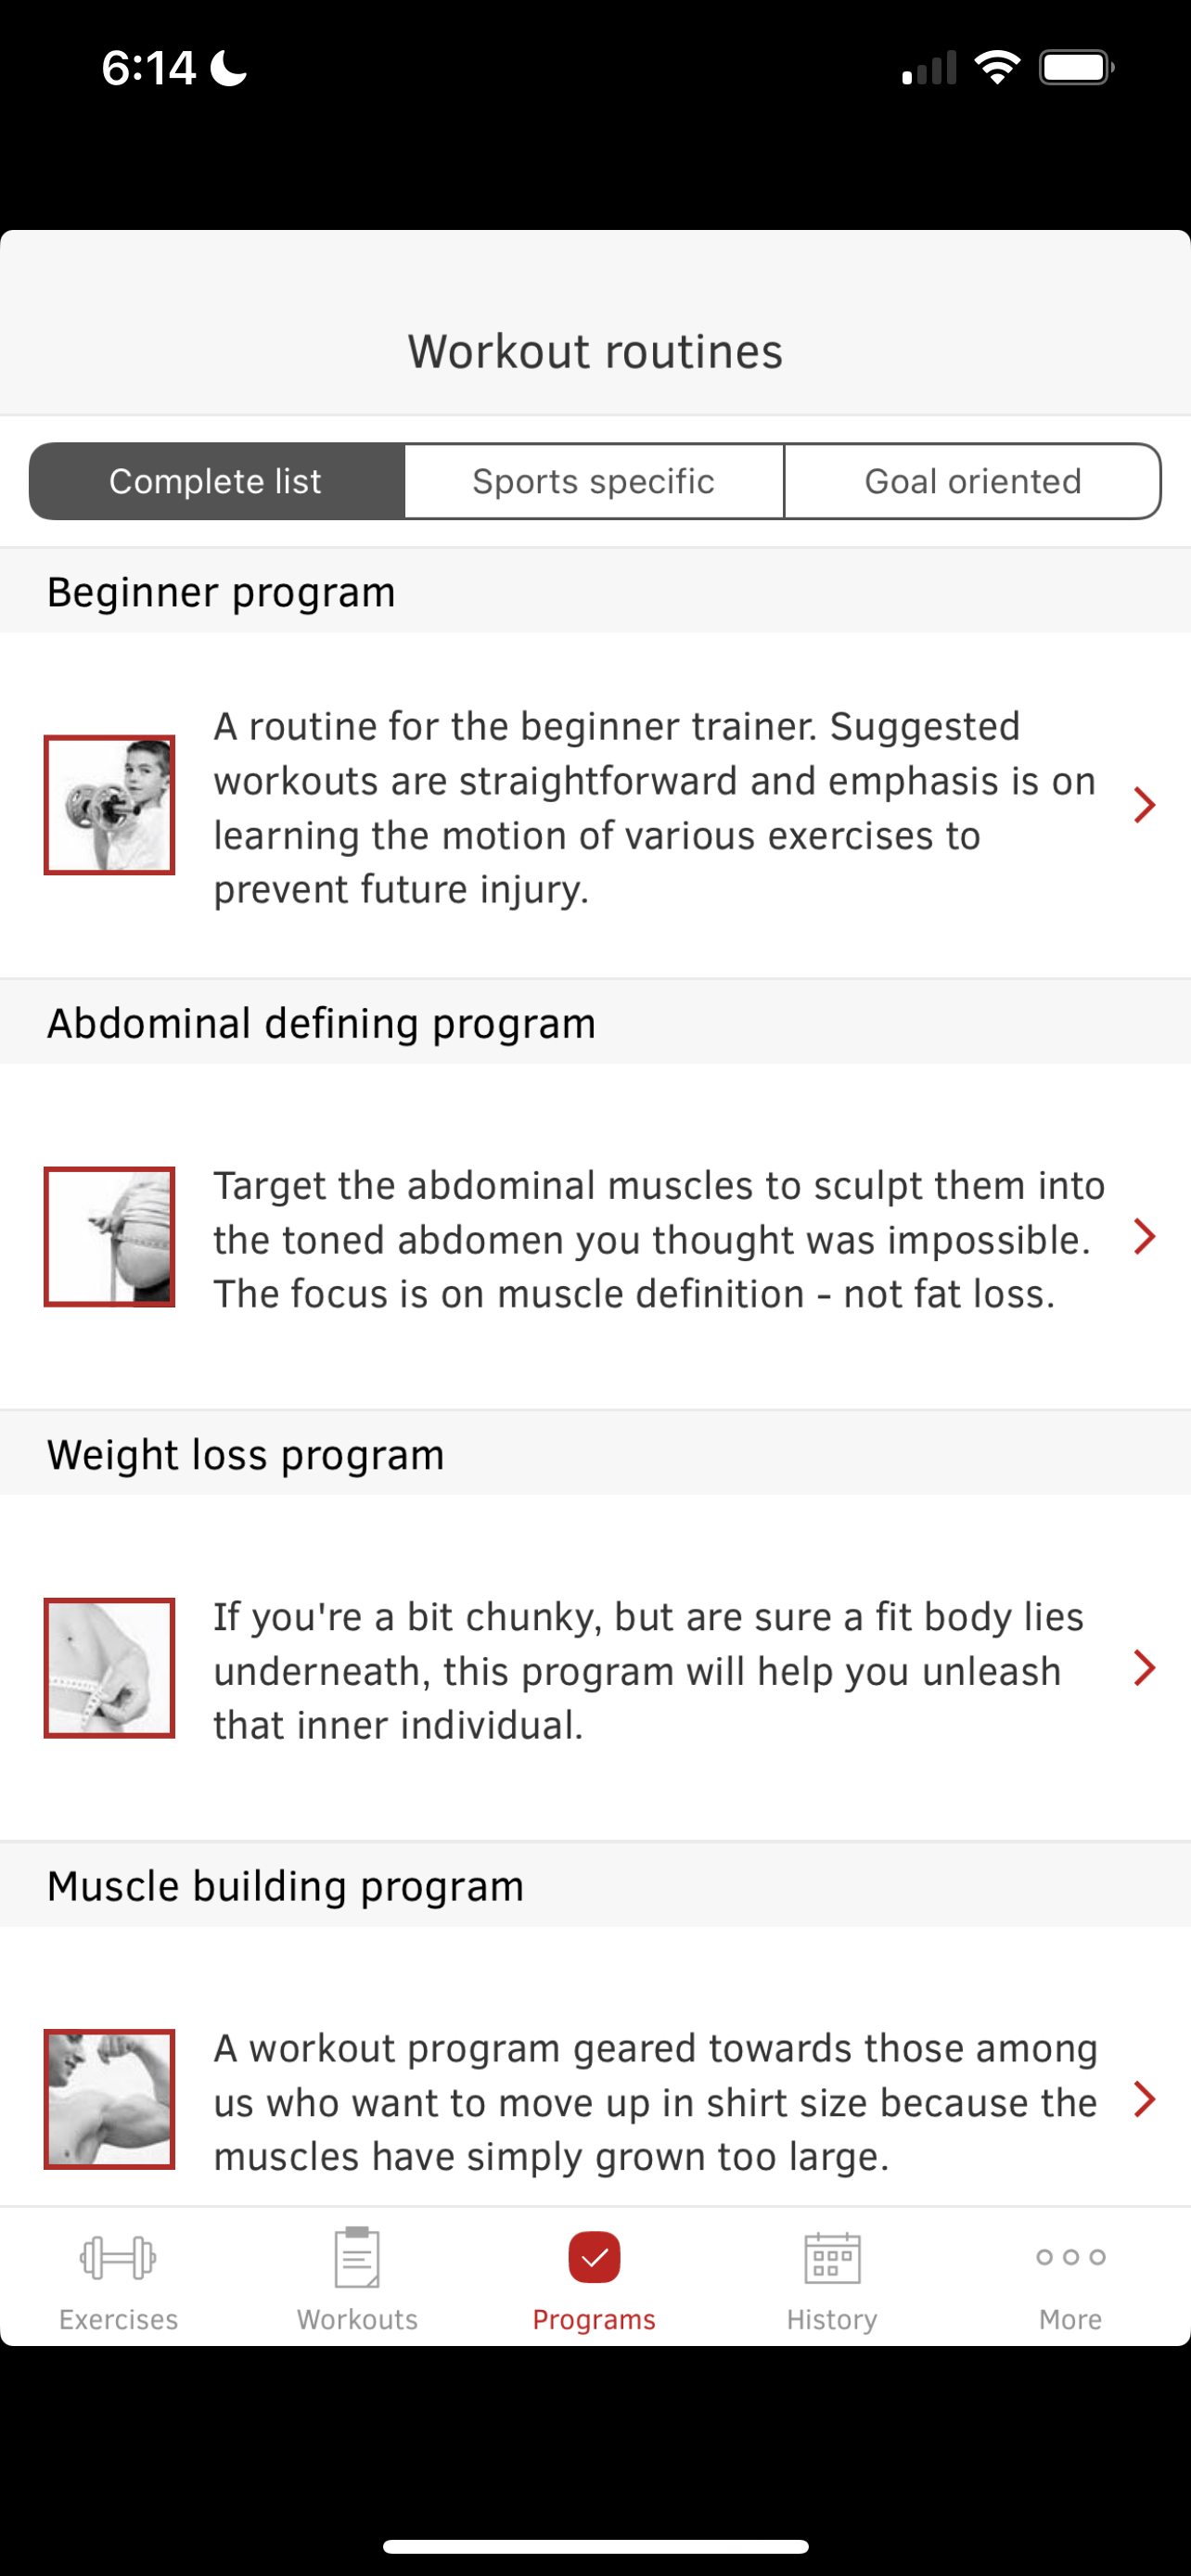 6:14
Workout routines
Complete list
Sports specific
Goal oriented
Beginner program
A routine for the beginner trainer. Suggested
workouts are straightforward and emphasis is on
learning the motion of various exercises to
prevent future injury.
Abdominal defining program
Target the abdominal muscles to sculpt them into
the toned abdomen you thought was impossible.
The focus is on muscle definition - not fat loss.
Weight loss program
If you're a bit chunky, but are sure a fit body lies
underneath, this program will help you unleash
that inner individual.
Muscle building program
A workout program geared towards those among
us who want to move up in shirt size because the
muscles have simply grown too large.
Exercises
Workouts
Programs
History
More